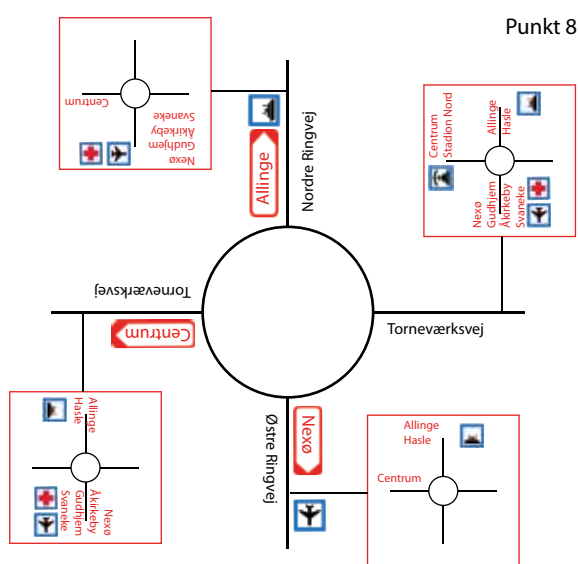 Punkt 8
Centrum
Nexø
Gudhjem
Åkirkeby
Svaneke
Allinge
Nordre Ringvej
Centrum
Stadion Nord
Allinge
Hasle
Nexø
Gudhjem
Åkirkeby
Svaneke
Torneværksvej
Centrum
Torneværksvej
Allinge
Hasle
Nexø
Åkirkeby
Gudhjem
Svaneke
Østre Ringvej
Nexø
Allinge
Hasle
Centrum